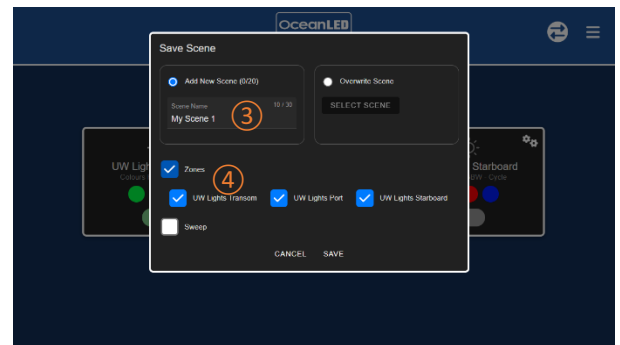 OceanLED
Save Scene
Add New Scene (0/20)
Overwrite Scene
Scene Name
10 / 30
My Scene 1
3
SELECT SCENE
UW Ligh
Colours
Starboard
Cycle
Zones
4
UW Lights Transom
UW Lights Port
UW Lights Starboard
Sweep
CANCEL
SAVE